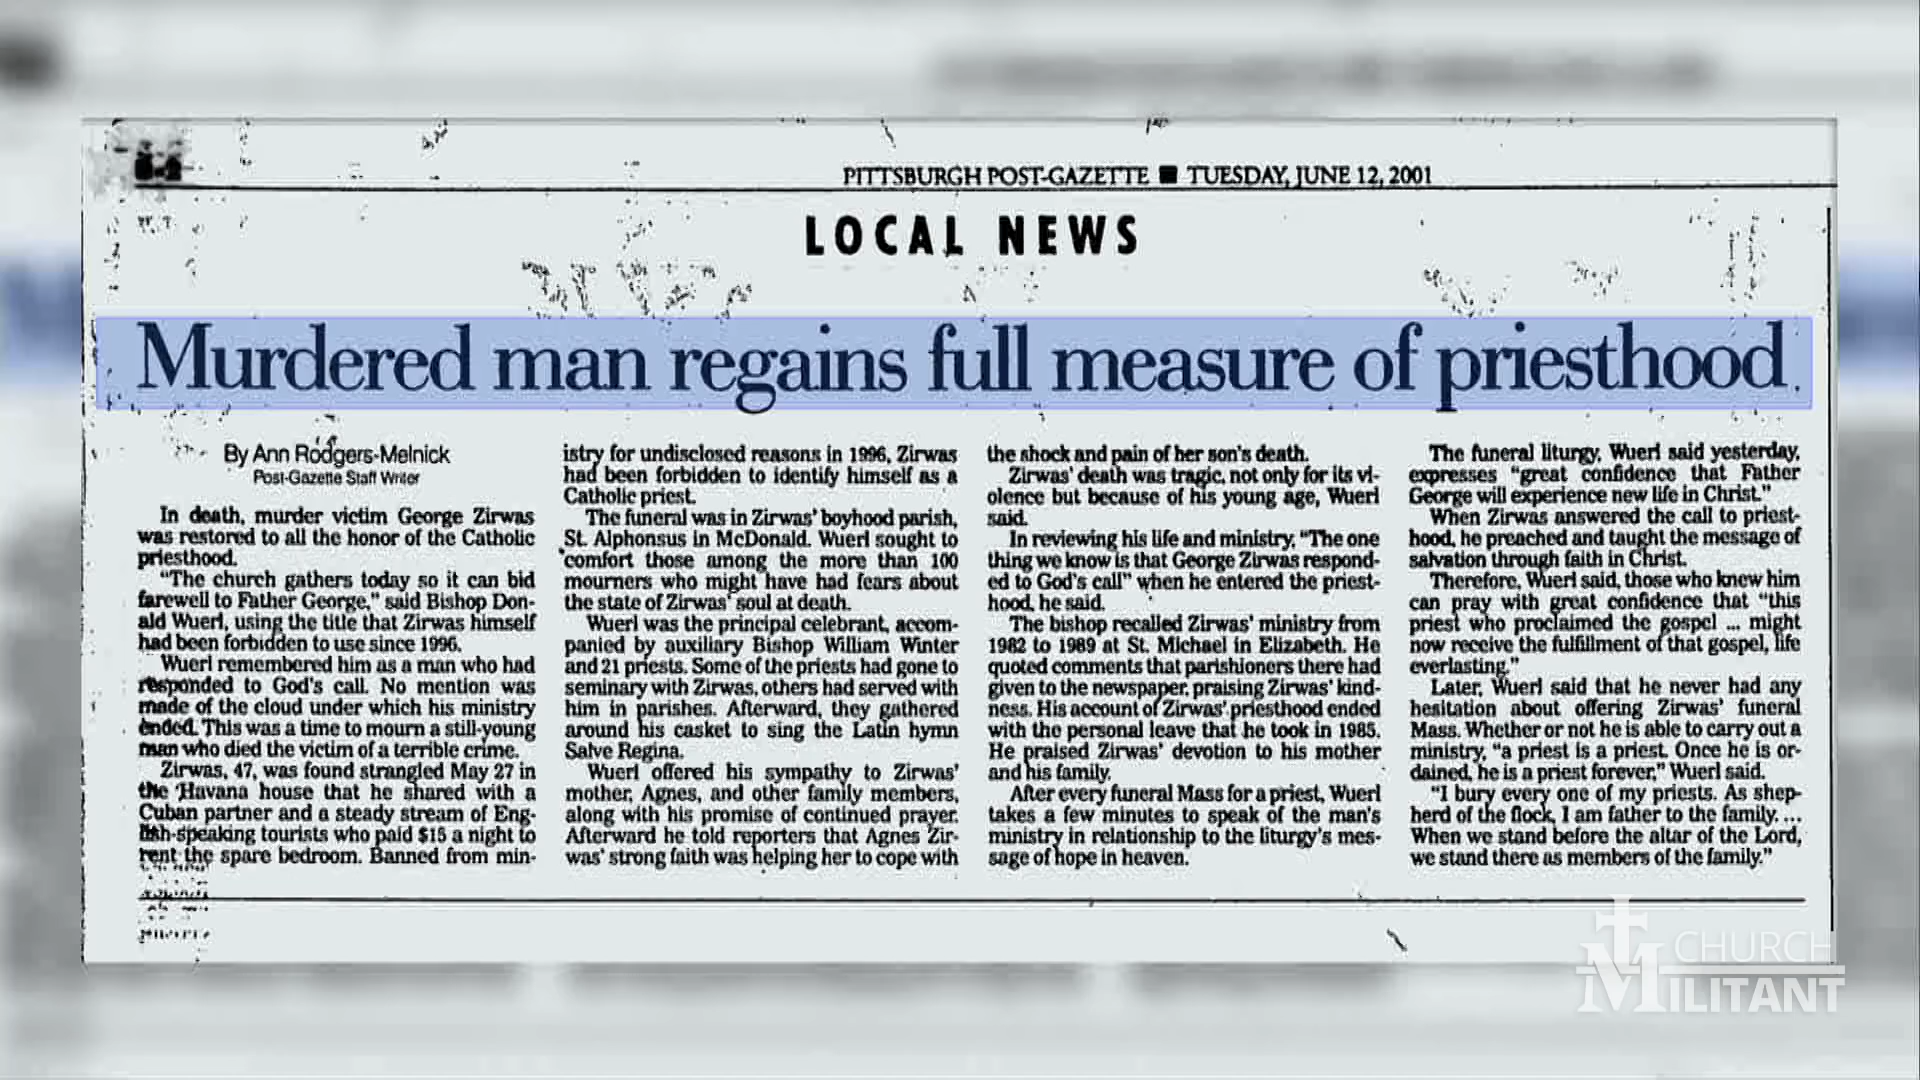 PITTSBURGH POST-GAZETTE ■ TUESDAY, JUNE 12, 2001
LOCAL NEWS
Murdered man regains full measure of priesthood
By Ann Rodgers-Melnick
Post-Gazette Staff Writer
In death, murder victim George Zirwas
was restored to all the honor of the Catholic
priesthood.
"The church gathers today so it can bid
farewell to Father George," said Bishop Don-
ald Wuerl, using the title that Zirwas himself
had been forbidden to use since 1996.
Wuerl remembered him as a man who had
responded to God's call. No mention was
made of the cloud under which his ministry
ended. This was a time to mourn a still-young
man who died the victim of a terrible crime.
Zirwas, 47, was found strangled May 27 in
the Havana house that he shared with a
Cuban partner and a steady stream of Eng-
lish-speaking tourists who paid $15 a night to
rent the spare bedroom. Banned from min-
istry for undisclosed reasons in 1996, Zirwas
had been forbidden to identify himself as a
Catholic priest.
The funeral was in Zirwas' boyhood parish,
St. Alphonsus in McDonald. Wuerl sought to
comfort those among the more than 100
mourners who might have had fears about
the state of Zirwas' soul at death.
Wuerl was the principal celebrant, accom-
panied by auxiliary Bishop William Winter
and 21 priests. Some of the priests had gone to
seminary with Zirwas, others had served with
him in parishes. Afterward, they gathered
around his casket to sing the Latin hymn
Salve Regina.
Wuerl offered his sympathy to Zirwas'
mother, Agnes, and other family members,
along with his promise of continued prayer.
Afterward he told reporters that Agnes Zir-
was' strong faith was helping her to cope with
the shock and pain of her son's death.
Zirwas' death was tragic, not only for its vi-
olence but because of his young age, Wuerl
said.
In reviewing his life and ministry, "The one
thing we know is that George Zirwas respond-
ed to God's call" when he entered the priest-
hood, he said.
The bishop recalled Zirwas' ministry from
1982 to 1989 at St. Michael in Elizabeth. He
quoted comments that parishioners there had
given to the newspaper, praising Zirwas' kind-
ness. His account of Zirwas' priesthood ended
with the personal leave that he took in 1985.
He praised Zirwas' devotion to his mother
and his family.
After every funeral Mass for a priest, Wuerl
takes a few minutes to speak of the man's
ministry in relationship to the liturgy's mes-
sage of hope in heaven.
The funeral liturgy, Wuerl said yesterday,
expresses "great confidence that Father
George will experience new life in Christ."
When Zirwas answered the call to priest-
hood, he preached and taught the message of
salvation through faith in Christ.
Therefore, Wuerl said, those who knew him
can pray with great confidence that "this
priest who proclaimed the gospel ... might
now receive the fulfillment of that gospel, life
everlasting."
Later, Wuerl said that he never had any
hesitation about offering Zirwas' funeral
Mass. Whether or not he is able to carry out a
ministry, "a priest is a priest. Once he is or-
dained, he is a priest forever," Wuerl said.
"I bury every one of my priests. As shep-
herd of the flock, I am father to the family. ...
When we stand before the altar of the Lord,
we stand there as members of the family."
CHURCH
MILITANT